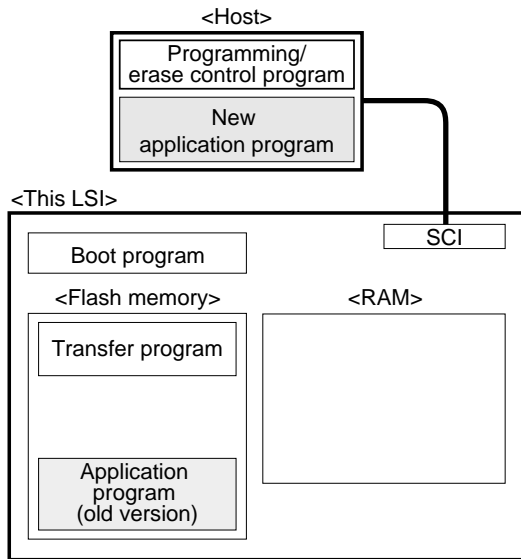 <Host>
Programming/
erase control program
New
application program
<This LSI>
SCI
Boot program
<Flash memory>
<RAM>
Transfer program
Application
program
(old version)